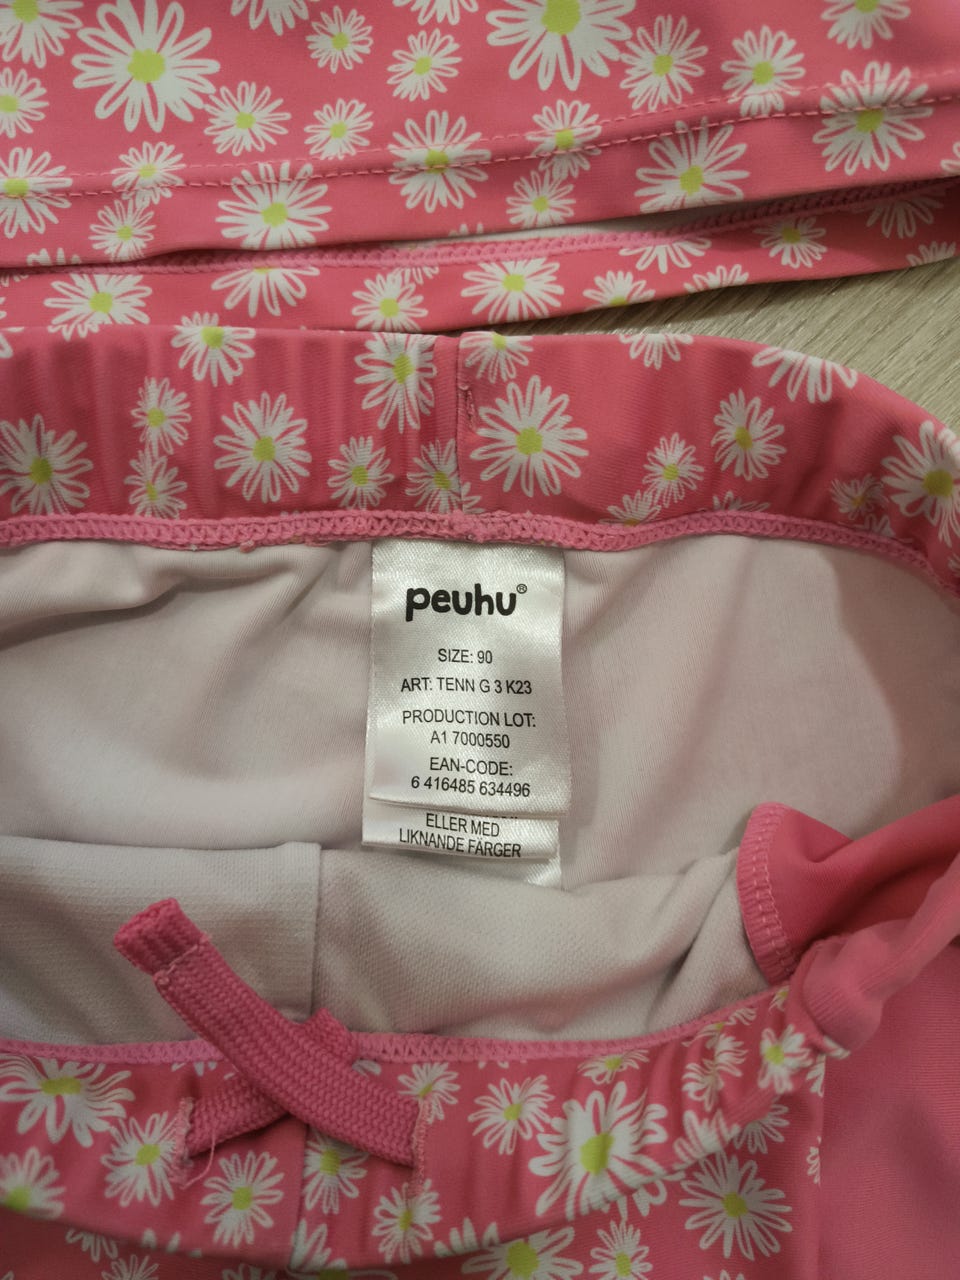 peuhu®
SIZE: 90
ART: TENN G 3 K23
PRODUCTION LOT:
A1 7000550
EAN-CODE:
6 416485 634496
ELLER MED
LIKNANDE FÄRGER